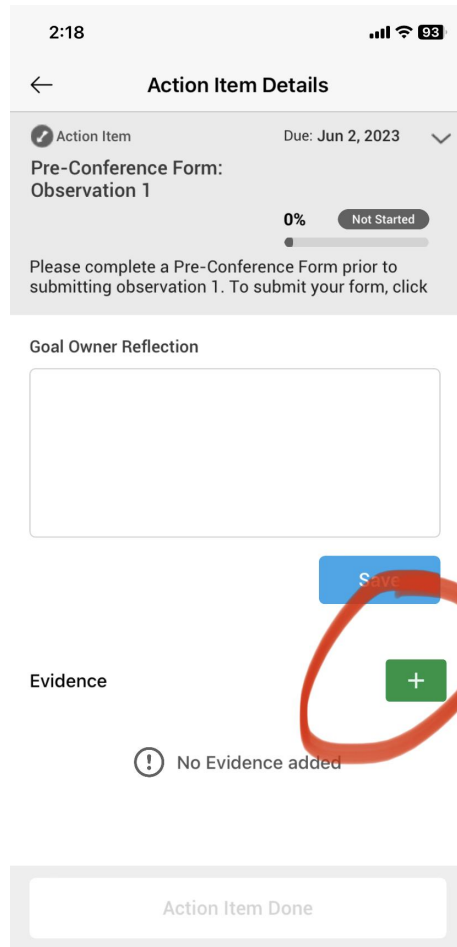 2:18
93
Action Item Details
Action Item
Due: Jun 2, 2023
Pre-Conference Form:
Observation 1
0%
Not Started
Please complete a Pre-Conference Form prior to
submitting observation 1. To submit your form, click
Goal Owner Reflection
Save
Evidence
+
No Evidence added
Action Item Done